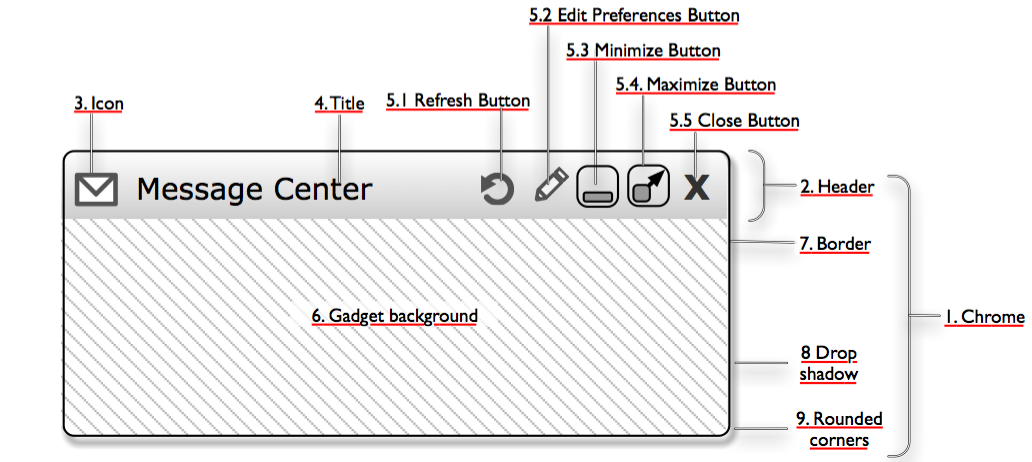 5.2 Edit Preferences Button
5.3 Minimize Button
5.4. Maximize Button
3. Icon
4. Title
5.1 Refresh Button
5.5 Close Button
Message Center
2. Header
7. Border
6. Gadget background
1. Chrome
8 Drop
shadow
9. Rounded
corners